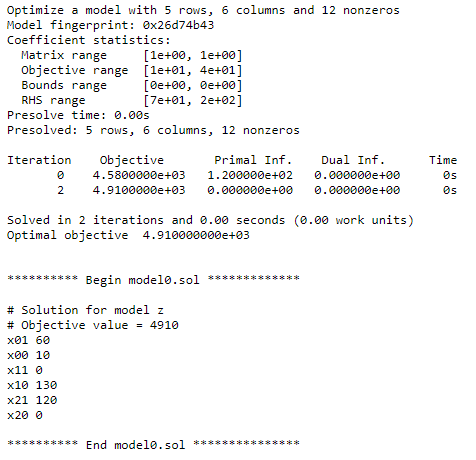 Optimize a model with 5 rows, 6 columns and 12 nonzeros
Model fingerprint: 0x26d74b43
Coefficient statistics:
  Matrix range     [1e+00, 1e+00]
  Objective range  [1e+01, 4e+01]
  Bounds range     [0e+00, 0e+00]
  RHS range        [7e+01, 2e+02]
Presolve time: 0.00s
Presolved: 5 rows, 6 columns, 12 nonzeros
Iteration    Objective       Primal Inf.    Dual Inf.      Time
       0    4.5800000e+03   1.200000e+02   0.000000e+00      0s
       2    4.9100000e+03   0.000000e+00   0.000000e+00      0s
Solved in 2 iterations and 0.00 seconds (0.00 work units)
Optimal objective  4.910000000e+03
********** Begin model0.sol *************
# Solution for model z
# Objective value = 4910
x01 60
x00 10
x11 0
x10 130
x21 120
x20 0
********** End model0.sol ***************